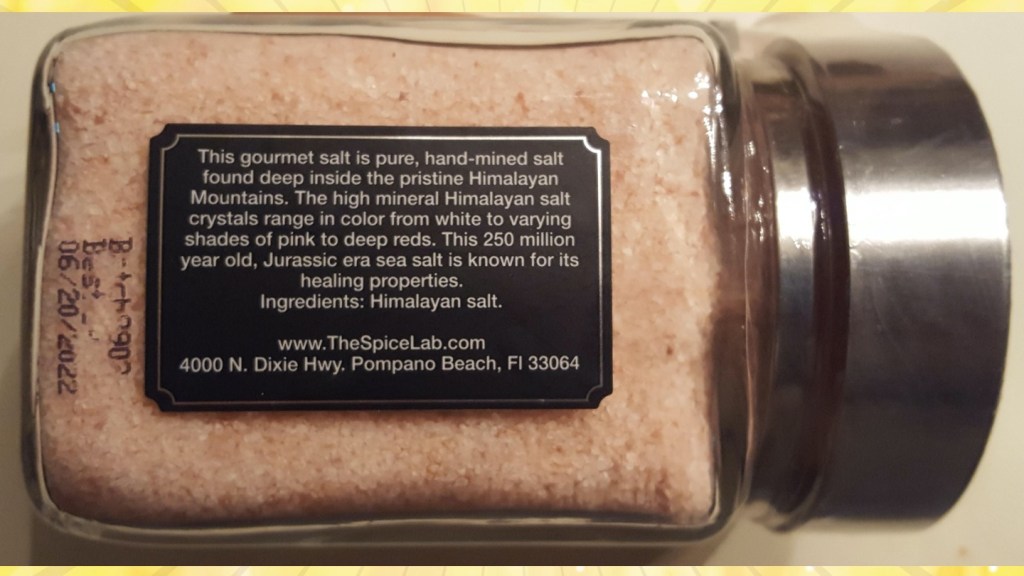 This gourmet salt is pure, hand-mined salt
found deep inside the pristine Himalayan
Mountains. The high mineral Himalayan salt
crystals range in color from white to varying
shades of pink to deep reds. This 250 million
year old, Jurassic era sea salt is known for its
healing properties.
Ingredients: Himalayan salt.
www.TheSpiceLab.com
4000 N. Dixie Hwy. Pompano Beach, Fl 33064
Best
06/20/2022